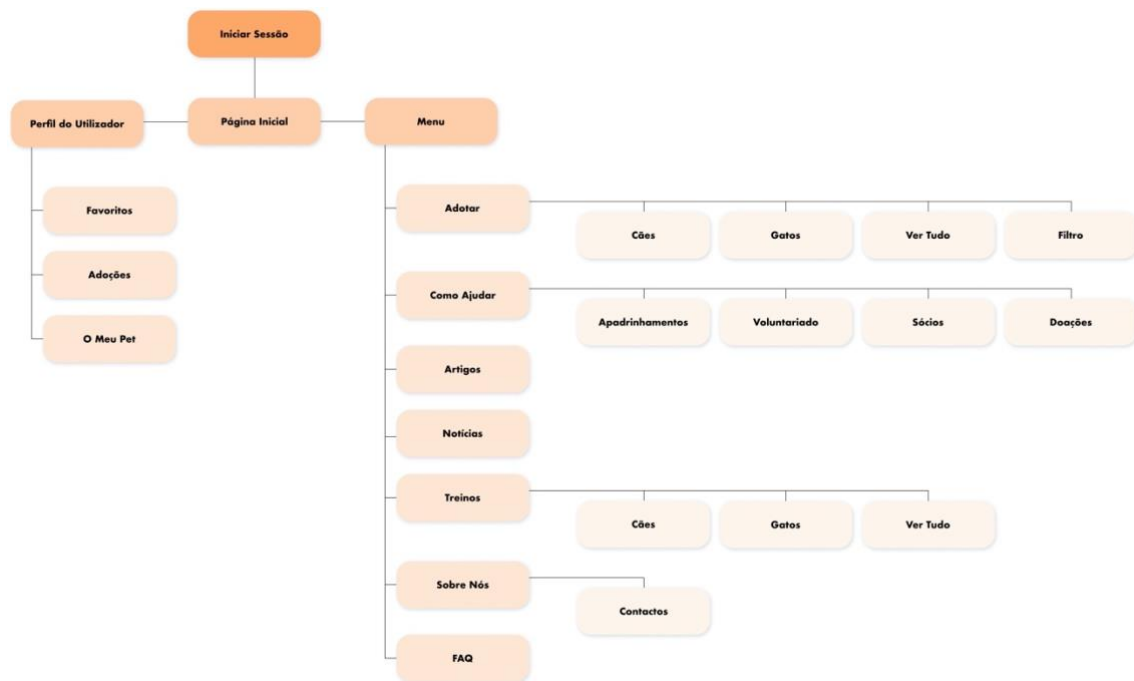 Iniciar Sessão
Perfil do Utilizador
Página Inicial
Menu
Favoritos
Adoções
O Meu Pet
Adotar
Cães
Gatos
Ver Tudo
Filtro
Como Ajudar
Apadrinhamentos
Voluntariado
Sócios
Doações
Artigos
Notícias
Treinos
Cães
Gatos
Ver Tudo
Sobre Nós
Contactos
FAQ